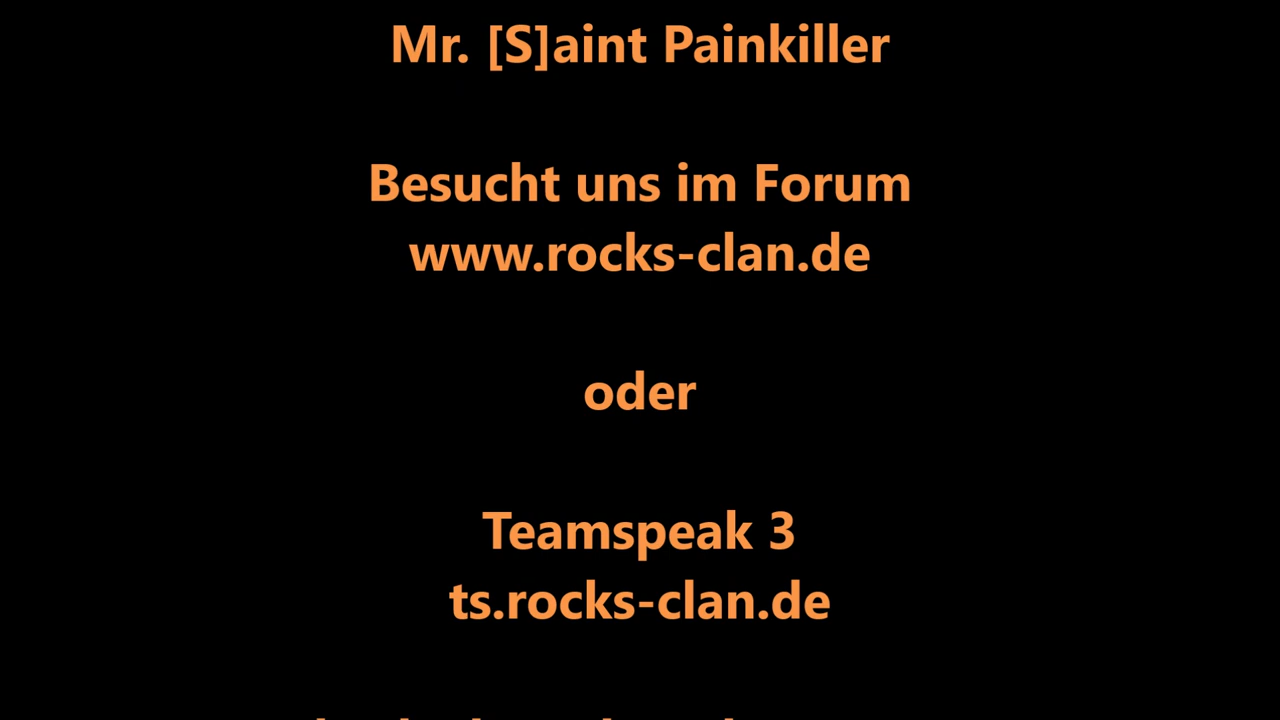 Mr. [S]aint Painkiller
Besucht uns im Forum
www.rocks-clan.de
oder
Teamspeak 3
ts.rocks-clan.de